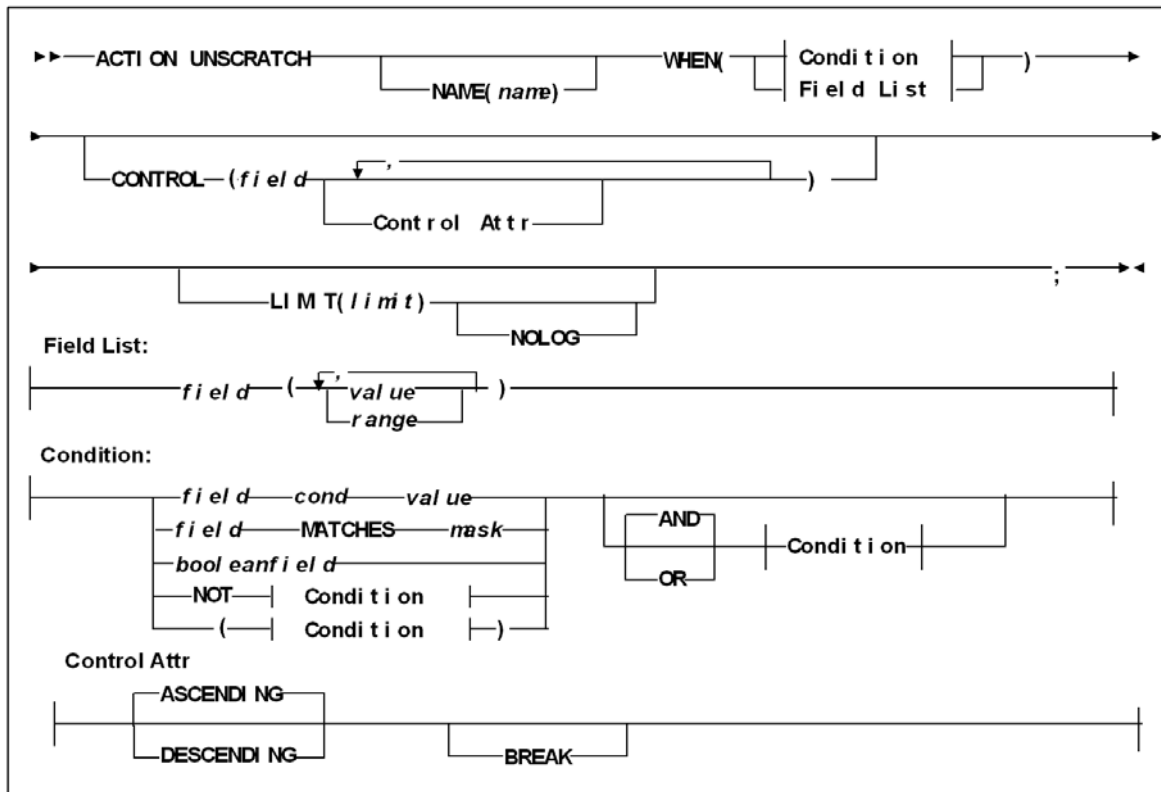 ACTION UNSCRATCH NAME(name) WHEN( Condition )
Field List
CONTROL (field , )
Control Attr
LIMIT(limit) ;
NOLOG
Field List:
field ( , value )
range
Condition:
field cond value
field MATCHES mask
booleanfield
NOT Condition
( Condition )
AND
OR
Condition
Control Attr
ASCENDING
DESCENDING
BREAK